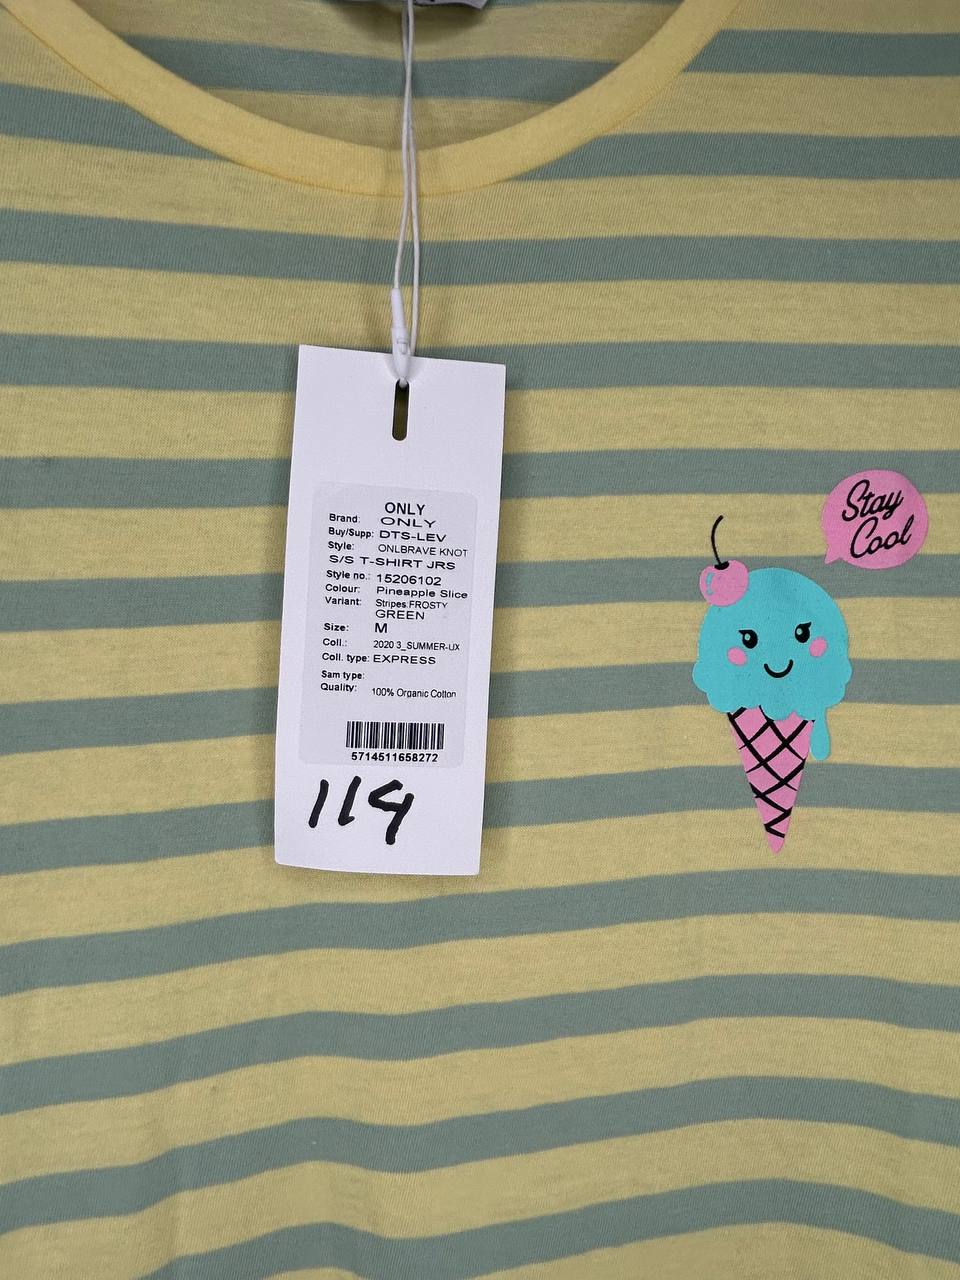 ONLY
Brand: ONLY
Buy/Supp: DTS-LEV
Style: ONLBRAVE KNOT
S/S T-SHIRT JRS
Style no.: 15206102
Colour: Pineapple Slice
Variant: Stripes:FROSTY
GREEN
Size: M
Coll.: 2020 3_SUMMER-UX
Coll. type: EXPRESS
Sam type:
Quality: 100% Organic Cotton
5714511658272
119
Stay
Cool